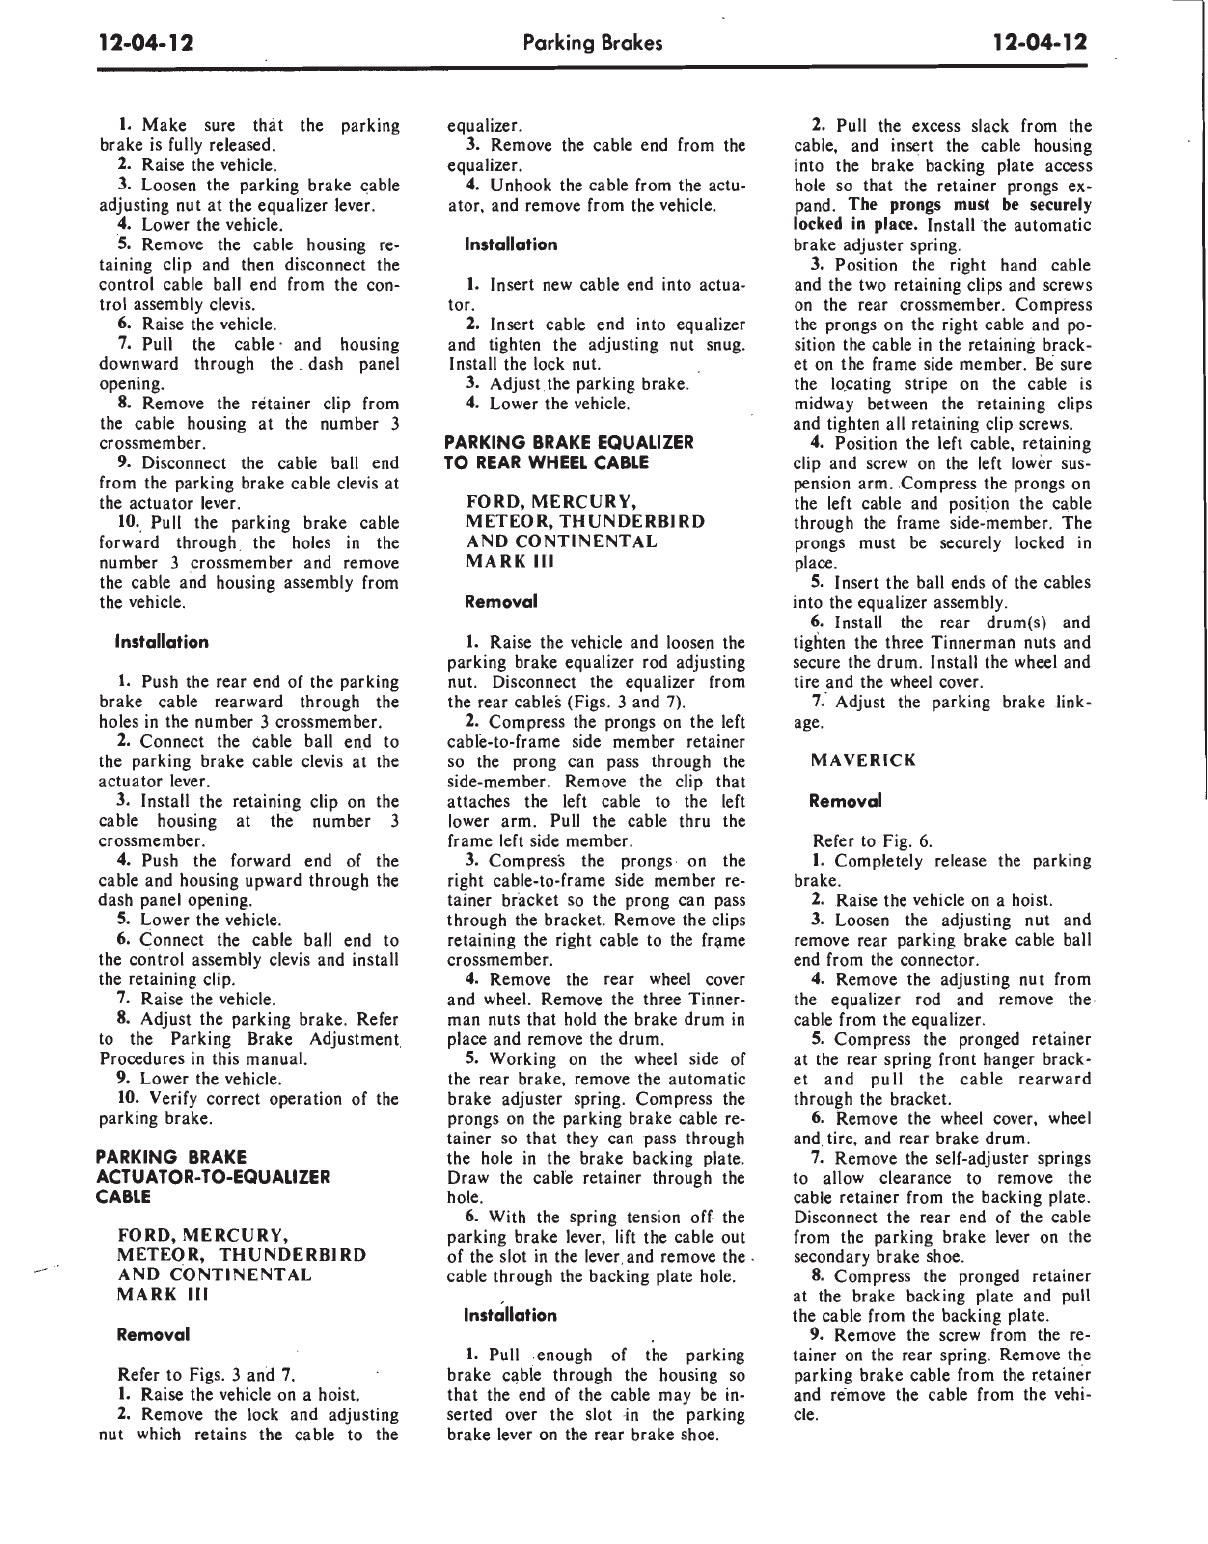 12-04-12
Parking Brakes
12-04-12
1. Make sure that the parking
brake is fully released.
2. Raise the vehicle.
3. Loosen the parking brake cable
adjusting nut at the equalizer lever.
4. Lower the vehicle.
5. Remove the cable housing re-
taining clip and then disconnect the
control cable ball end from the con-
trol assembly clevis.
6. Raise the vehicle.
7. Pull the cable and housing
downward through the dash panel
opening.
8. Remove the retainer clip from
the cable housing at the number 3
crossmember.
9. Disconnect the cable ball end
from the parking brake cable clevis at
the actuator lever.
10. Pull the parking brake cable
forward through the holes in the
number 3 crossmember and remove
the cable and housing assembly from
the vehicle.
Installation
1. Push the rear end of the parking
brake cable rearward through the
holes in the number 3 crossmember.
2. Connect the cable ball end to
the parking brake cable clevis at the
actuator lever.
3. Install the retaining clip on the
cable housing at the number 3
crossmember.
4. Push the forward end of the
cable and housing upward through the
dash panel opening.
5. Lower the vehicle.
6. Connect the cable ball end to
the control assembly clevis and install
the retaining clip.
7. Raise the vehicle.
8. Adjust the parking brake. Refer
to the Parking Brake Adjustment
Procedures in this manual.
9. Lower the vehicle.
10. Verify correct operation of the
parking brake.
PARKING BRAKE
ACTUATOR-TO-EQUALIZER
CABLE
FORD, MERCURY,
METEOR, THUNDERBIRD
AND CONTINENTAL
MARK III
Removal
Refer to Figs. 3 and 7.
1. Raise the vehicle on a hoist.
2. Remove the lock and adjusting
nut which retains the cable to the
equalizer.
3. Remove the cable end from the
equalizer.
4. Unhook the cable from the actu-
ator, and remove from the vehicle.
Installation
1. Insert new cable end into actua-
tor.
2. Insert cable end into equalizer
and tighten the adjusting nut snug.
Install the lock nut.
3. Adjust the parking brake.
4. Lower the vehicle.
PARKING BRAKE EQUALIZER
TO REAR WHEEL CABLE
FORD, MERCURY,
METEOR, THUNDERBIRD
AND CONTINENTAL
MARK III
Removal
1. Raise the vehicle and loosen the
parking brake equalizer rod adjusting
nut. Disconnect the equalizer from
the rear cables (Figs. 3 and 7).
2. Compress the prongs on the left
cable-to-frame side member retainer
so the prong can pass through the
side-member. Remove the clip that
attaches the left cable to the left
lower arm. Pull the cable thru the
frame left side member.
3. Compress the prongs on the
right cable-to-frame side member re-
tainer bracket so the prong can pass
through the bracket. Remove the clips
retaining the right cable to the frame
crossmember.
4. Remove the rear wheel cover
and wheel. Remove the three Tinner-
man nuts that hold the brake drum in
place and remove the drum.
5. Working on the wheel side of
the rear brake, remove the automatic
brake adjuster spring. Compress the
prongs on the parking brake cable re-
tainer so that they can pass through
the hole in the brake backing plate.
Draw the cable retainer through the
hole.
6. With the spring tension off the
parking brake lever, lift the cable out
of the slot in the lever and remove the
cable through the backing plate hole.
Installation
1. Pull enough of the parking
brake cable through the housing so
that the end of the cable may be in-
serted over the slot in the parking
brake lever on the rear brake shoe.
2. Pull the excess slack from the
cable, and insert the cable housing
into the brake backing plate access
hole so that the retainer prongs ex-
pand. The prongs must be securely
locked in place. Install the automatic
brake adjuster spring.
3. Position the right hand cable
and the two retaining clips and screws
on the rear crossmember. Compress
the prongs on the right cable and po-
sition the cable in the retaining brack-
et on the frame side member. Be sure
the locating stripe on the cable is
midway between the retaining clips
and tighten all retaining clip screws.
4. Position the left cable, retaining
clip and screw on the left lower sus-
pension arm. Compress the prongs on
the left cable and position the cable
through the frame side-member. The
prongs must be securely locked in
place.
5. Insert the ball ends of the cables
into the equalizer assembly.
6. Install the rear drum(s) and
tighten the three Tinnerman nuts and
secure the drum. Install the wheel and
tire and the wheel cover.
7. Adjust the parking brake link-
age.
MAVERICK
Removal
Refer to Fig. 6.
1. Completely release the parking
brake.
2. Raise the vehicle on a hoist.
3. Loosen the adjusting nut and
remove rear parking brake cable ball
end from the connector.
4. Remove the adjusting nut from
the equalizer rod and remove the
cable from the equalizer.
5. Compress the pronged retainer
at the rear spring front hanger brack-
et and pull the cable rearward
through the bracket.
6. Remove the wheel cover, wheel
and tire, and rear brake drum.
7. Remove the self-adjuster springs
to allow clearance to remove the
cable retainer from the backing plate.
Disconnect the rear end of the cable
from the parking brake lever on the
secondary brake shoe.
8. Compress the pronged retainer
at the brake backing plate and pull
the cable from the backing plate.
9. Remove the screw from the re-
tainer on the rear spring. Remove the
parking brake cable from the retainer
and remove the cable from the vehi-
cle.